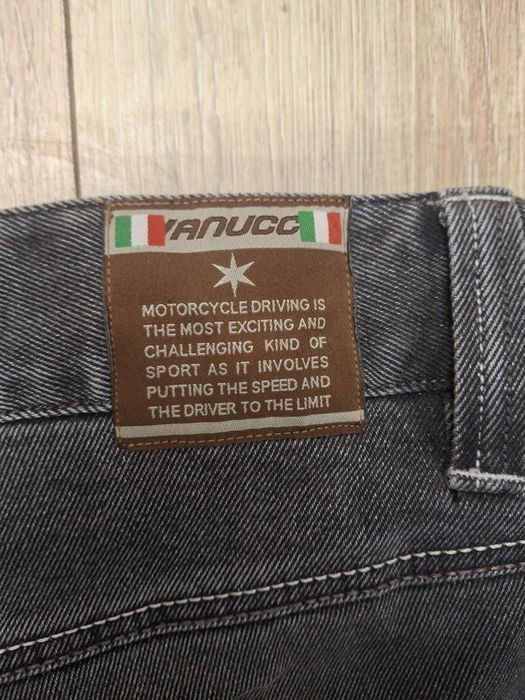 VANUCCI
MOTORCYCLE DRIVING IS
THE MOST EXCITING AND
CHALLENGING KIND OF
SPORT AS IT INVOLVES
PUTTING THE SPEED AND
THE DRIVER TO THE LIMIT